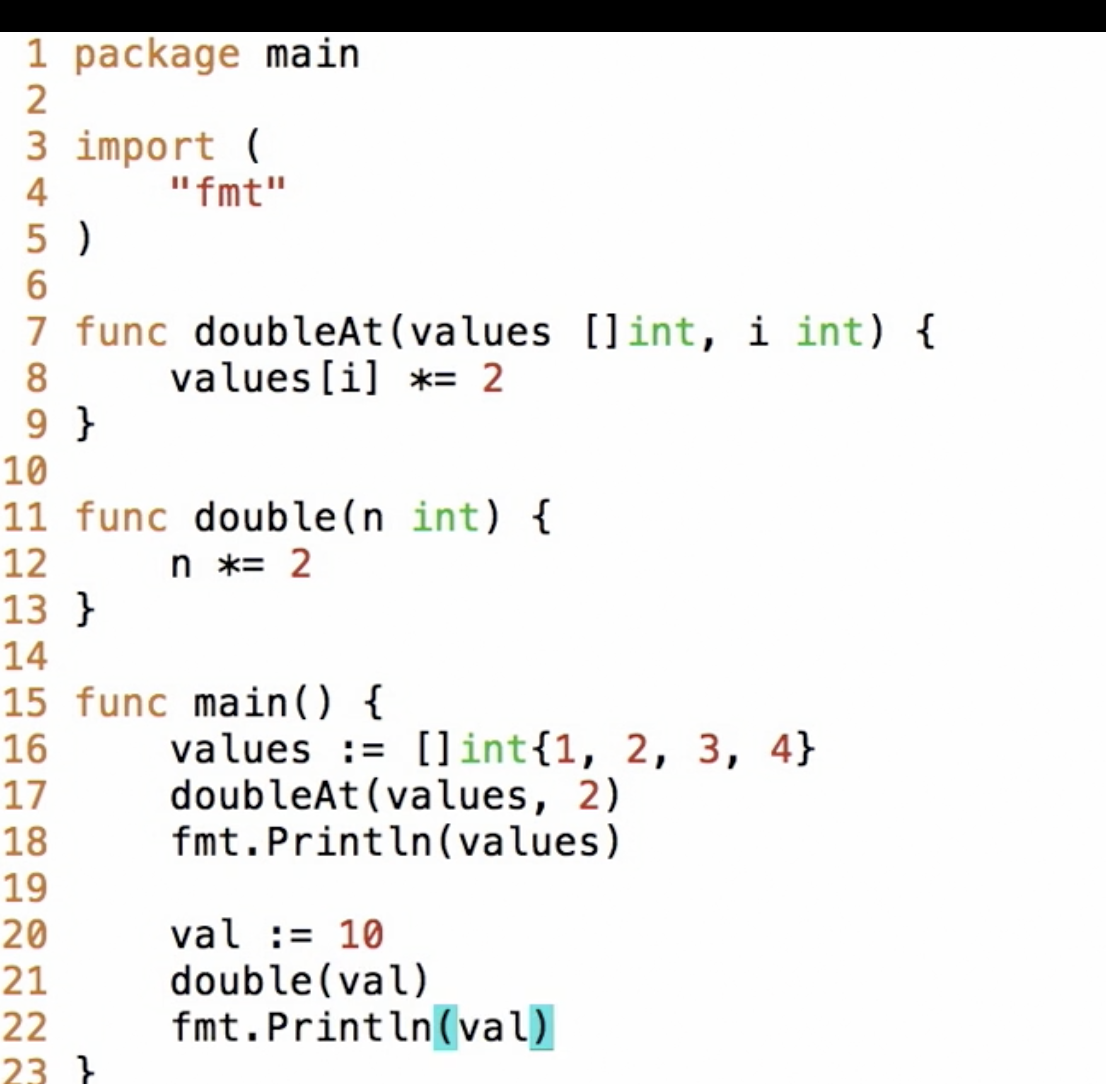 1 package main
2
3 import (
4     "fmt"
5 )
6
7 func doubleAt(values []int, i int) {
8     values[i] *= 2
9 }
10
11 func double(n int) {
12     n *= 2
13 }
14
15 func main() {
16     values := []int{1, 2, 3, 4}
17     doubleAt(values, 2)
18     fmt.Println(values)
19
20     val := 10
21     double(val)
22     fmt.Println(val)
23 }